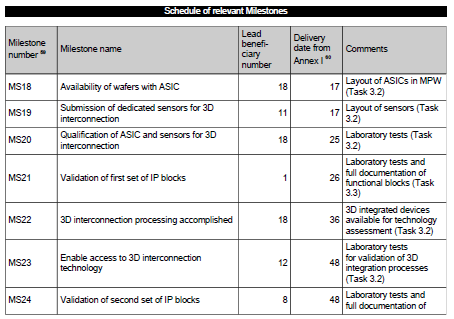 Schedule of relevant Milestones
Milestone number 59
Milestone name
Lead benefi-ciary number
Delivery date from Annex I 60
Comments
MS18
Availability of wafers with ASIC
18
17
Layout of ASICs in MPW (Task 3.2)
MS19
Submission of dedicated sensors for 3D interconnection
11
17
Layout of sensors (Task 3.2)
MS20
Qualification of ASIC and sensors for 3D interconnection
18
25
Laboratory tests (Task 3.2)
MS21
Validation of first set of IP blocks
1
26
Laboratory tests and full documentation of functional blocks (Task 3.3)
MS22
3D interconnection processing accomplished
18
36
3D integrated devices available for technology assessment (Task 3.2)
MS23
Enable access to 3D interconnection technology
12
48
Laboratory tests for validation of 3D integration processes (Task 3.2)
MS24
Validation of second set of IP blocks
8
48
Laboratory tests and full documentation of